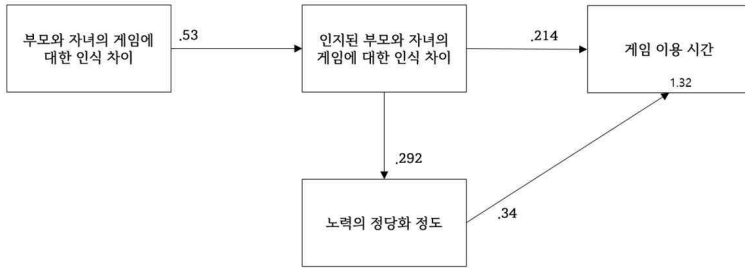 부모와 자녀의 게임에
대한 인식 차이
.53
인지된 부모와 자녀의
게임에 대한 인식 차이
.214
게임 이용 시간
1.32
.292
노력의 정당화 정도
.34